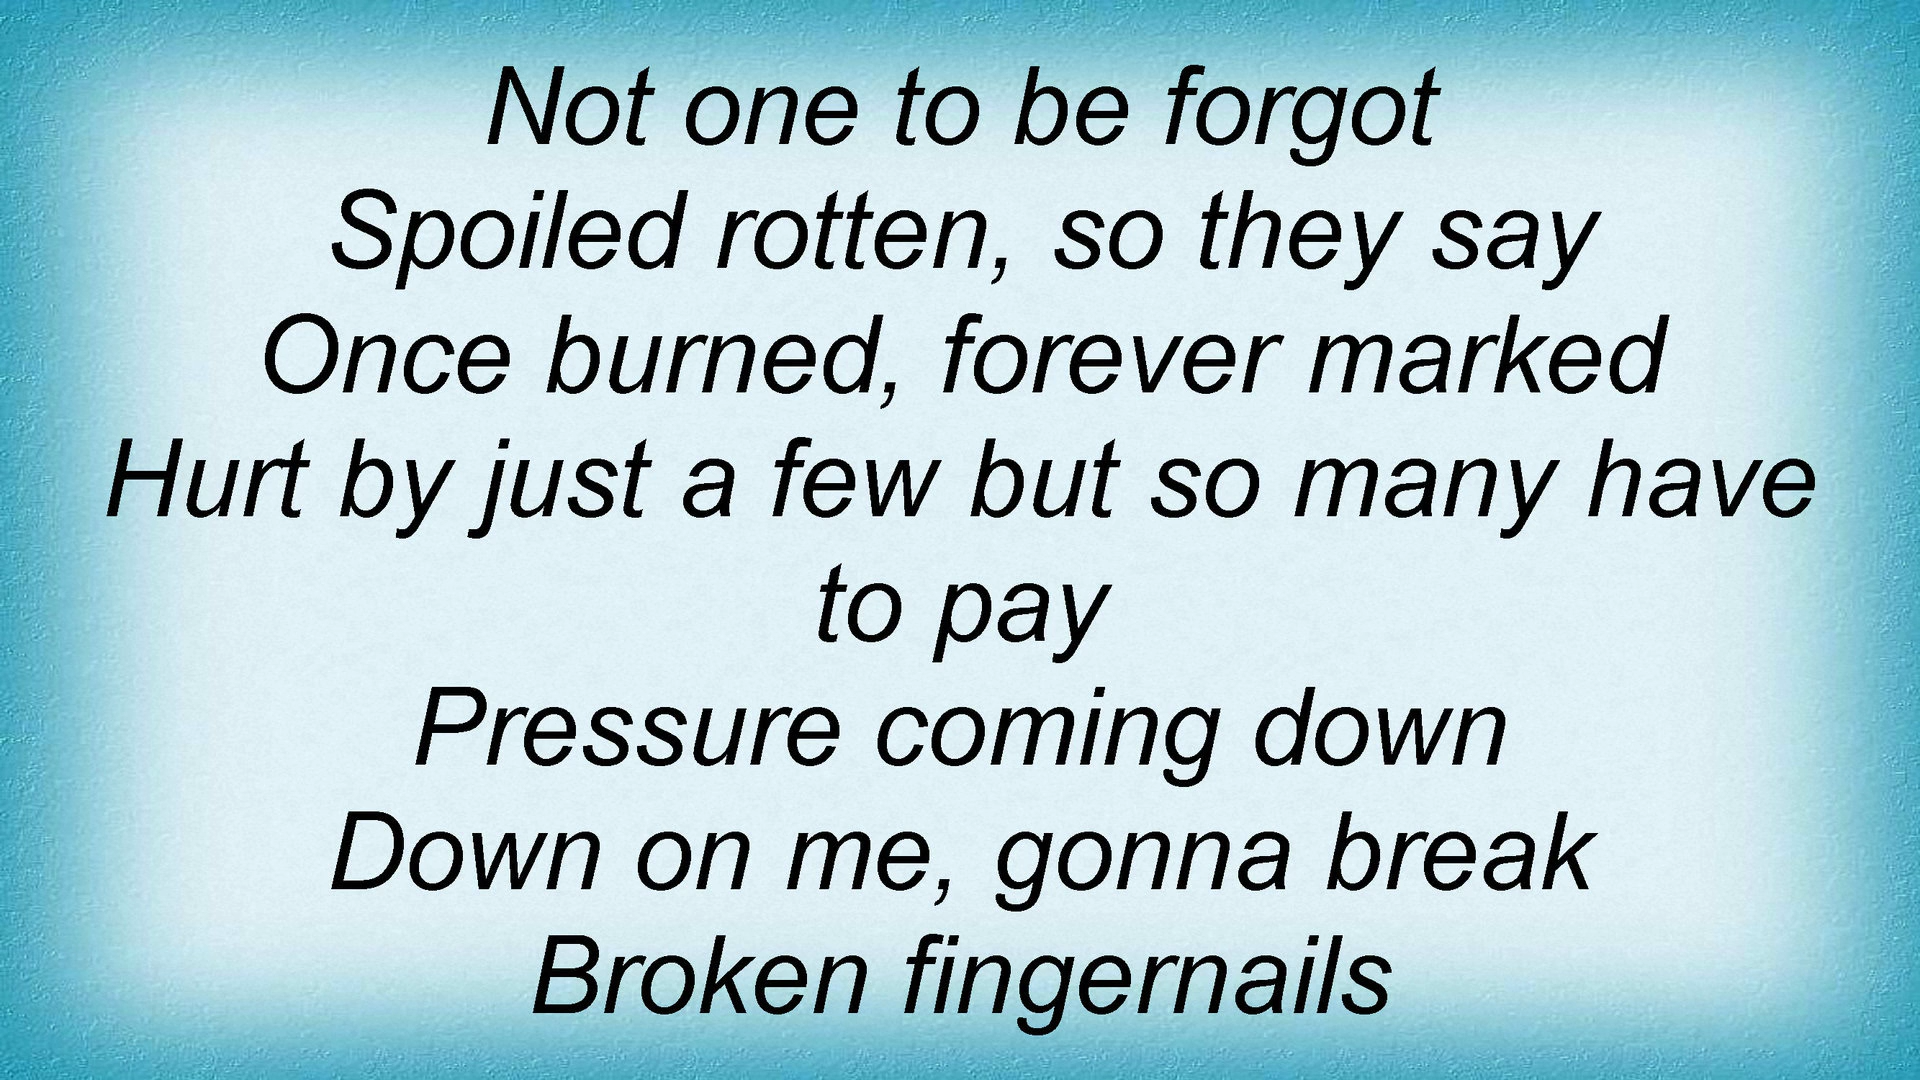 Not one to be forgot
Spoiled rotten, so they say
Once burned, forever marked
Hurt by just a few but so many have
to pay
Pressure coming down
Down on me, gonna break
Broken fingernails